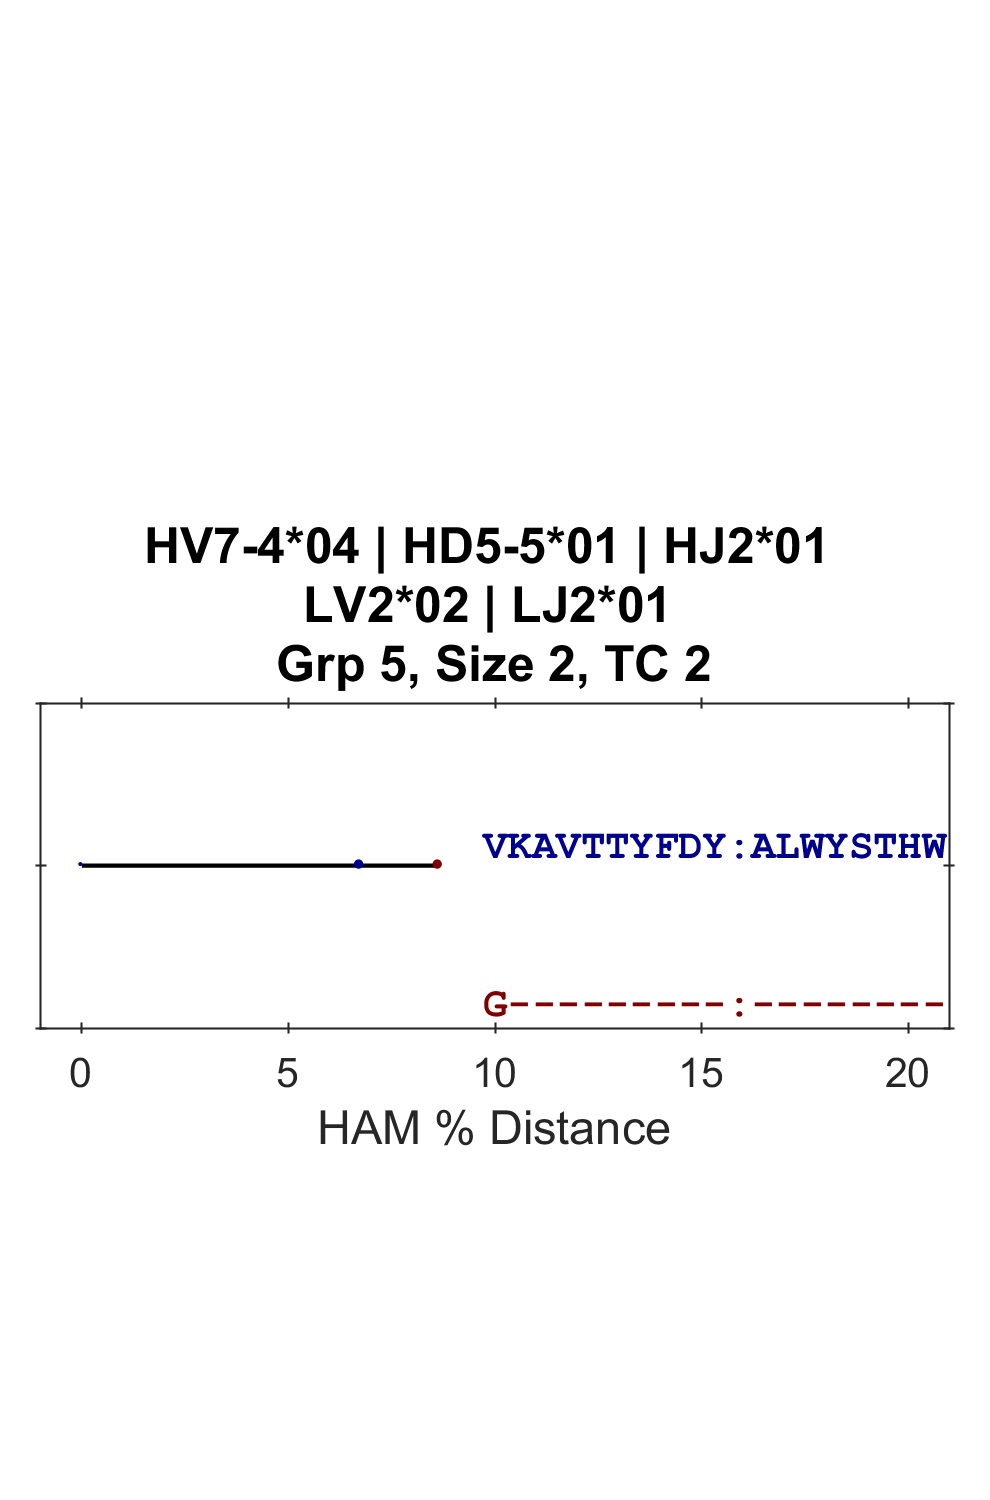 HV7-4*04 | HD5-5*01 | HJ2*01
LV2*02 | LJ2*01
Grp 5, Size 2, TC 2
VKAVTTYFDY:ALWYSTHW
G---------:--------
0 5 10 15 20
HAM % Distance